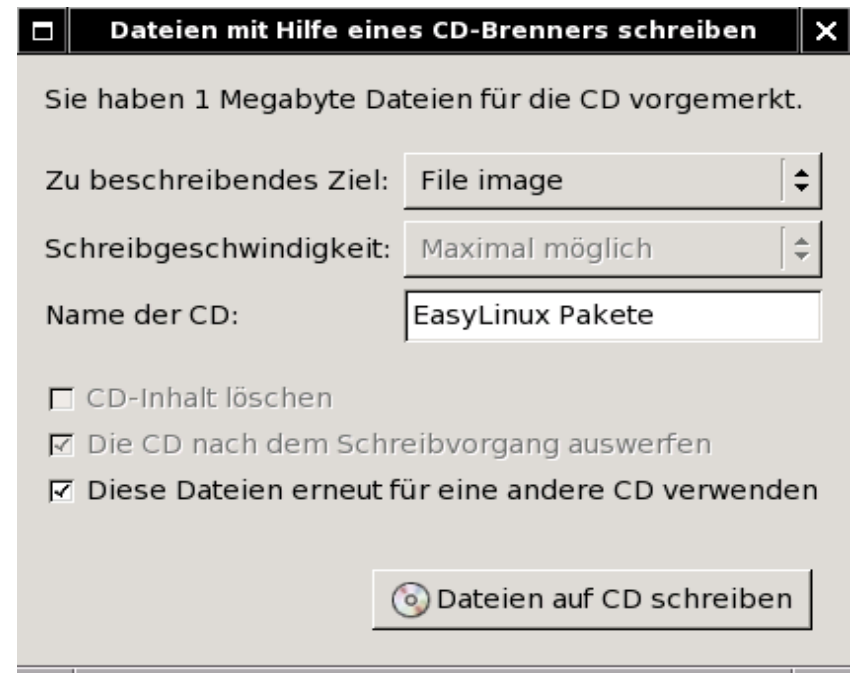 Dateien mit Hilfe eines CD-Brenners schreiben
Sie haben 1 Megabyte Dateien für die CD vorgemerkt.
Zu beschreibendes Ziel: File image
Schreibgeschwindigkeit: Maximal möglich
Name der CD: EasyLinux Pakete
CD-Inhalt löschen
Die CD nach dem Schreibvorgang auswerfen
Diese Dateien erneut für eine andere CD verwenden
Dateien auf CD schreiben